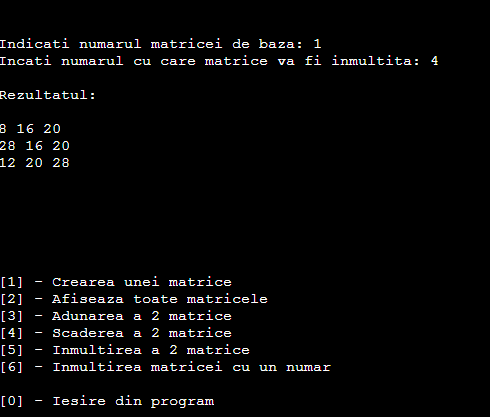 Indicati numarul matricei de baza: 1
Incati numarul cu care matrice va fi inmultita: 4
Rezultatul:
8 16 20
28 16 20
12 20 28
[1] - Crearea unei matrice
[2] - Afiseaza toate matricele
[3] - Adunarea a 2 matrice
[4] - Scaderea a 2 matrice
[5] - Inmultirea a 2 matrice
[6] - Inmultirea matricei cu un numar
[0] - Iesire din program